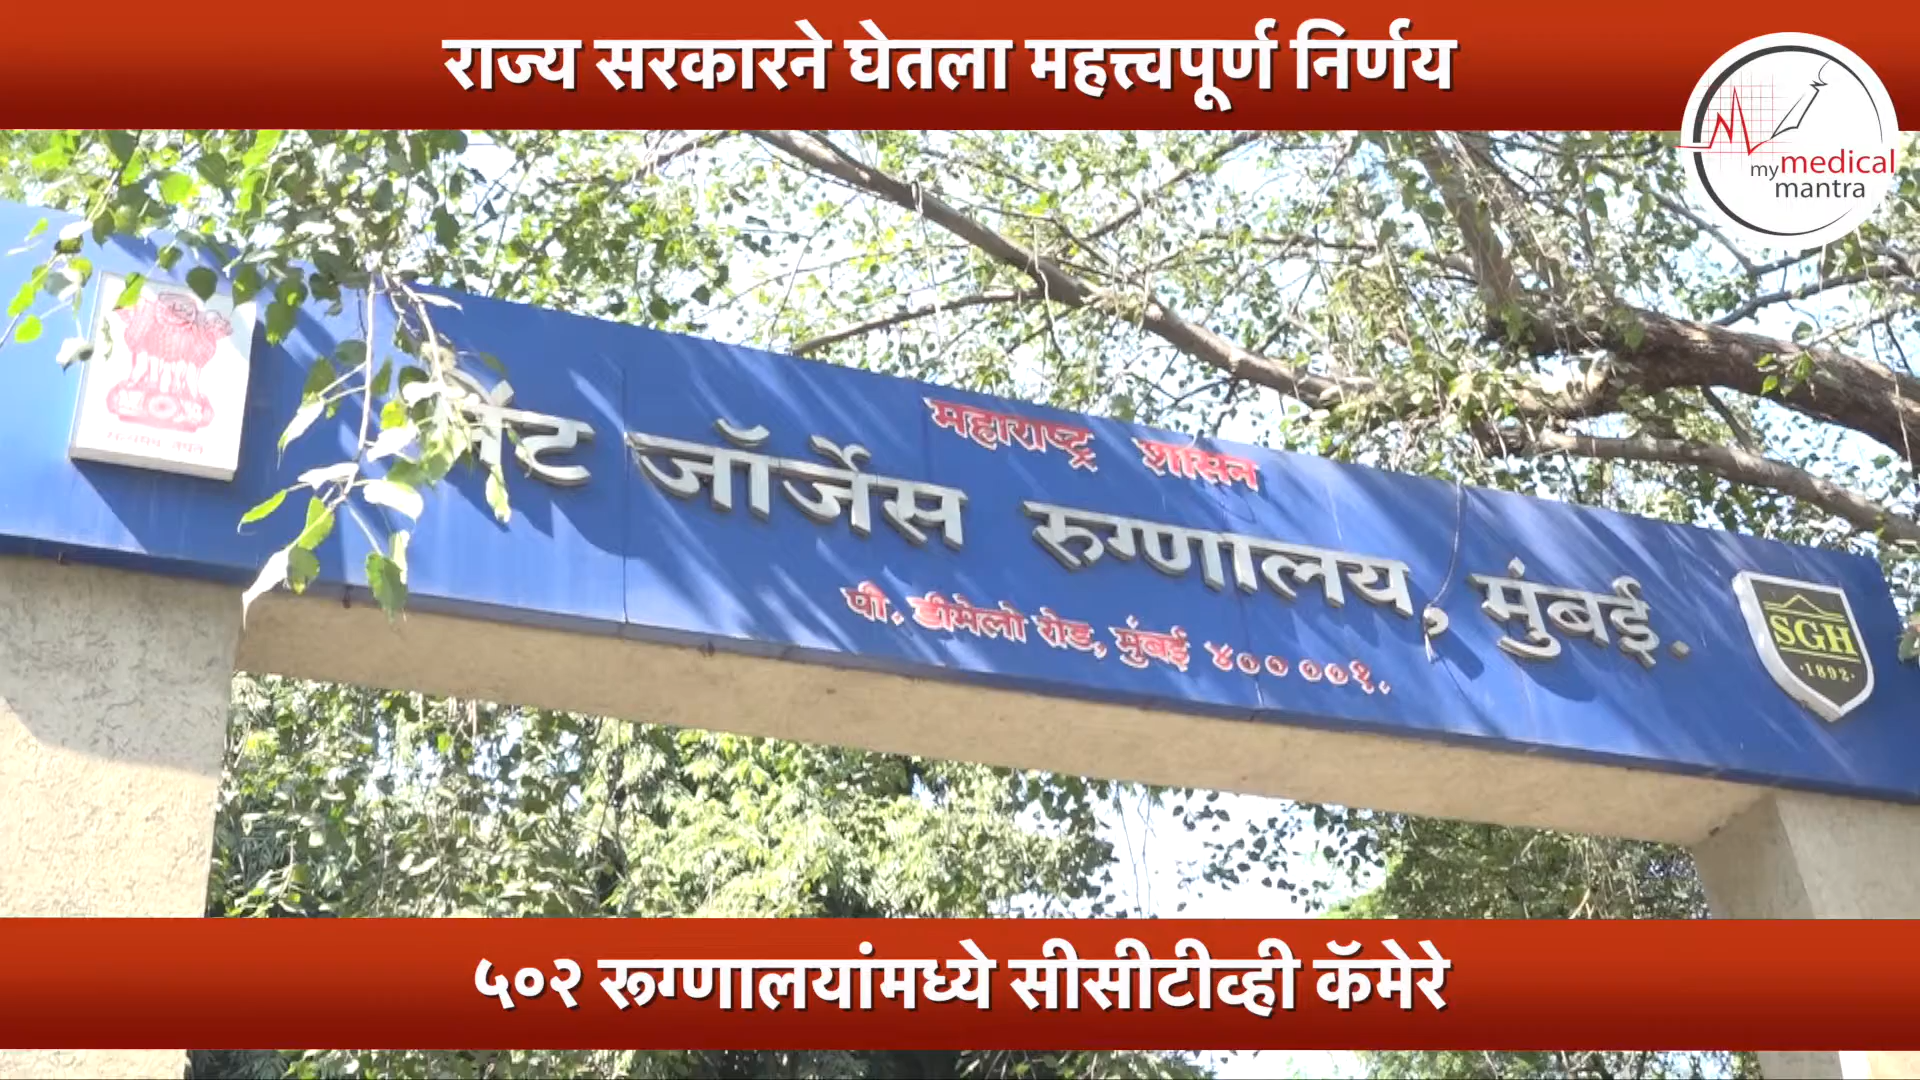 राज्य सरकारने घेतला महत्त्वपूर्ण निर्णय
mymedical
mantra
महाराष्ट्र शासन
सेंट जॉर्जेस रुग्णालय, मुंबई.
पी. डीमेलो रोड, मुंबई ४०० ००१.
SGH
·1892·
५०२ रूग्णालयांमध्ये सीसीटीव्ही कॅमेरे